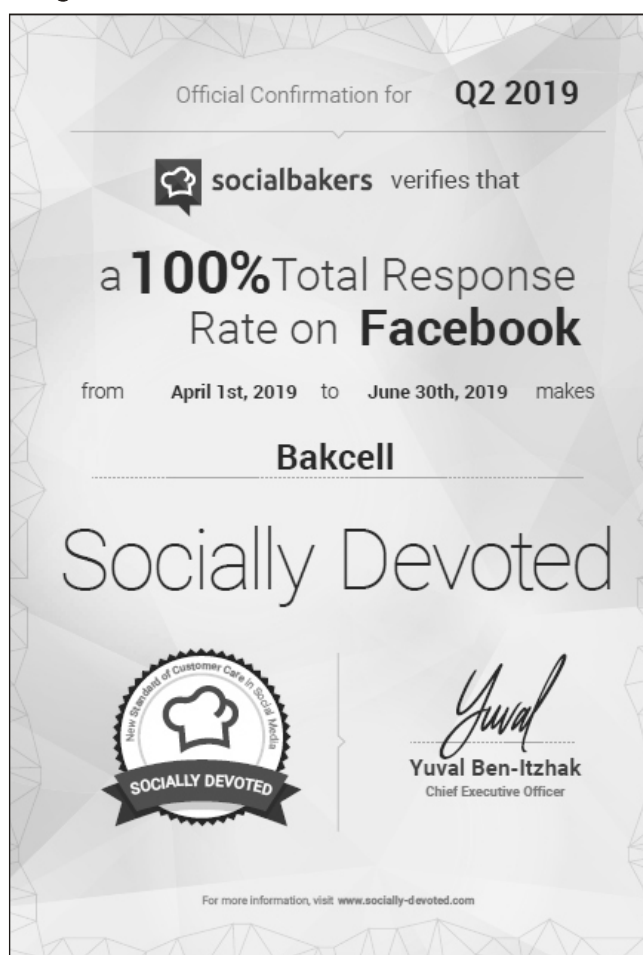 Official Confirmation for Q2 2019
socialbakers verifies that
a 100% Total Response
Rate on Facebook
from April 1st, 2019 to June 30th, 2019 makes
Bakcell
Socially Devoted
New Standard of Customer Care in Social Media
SOCIALLY DEVOTED
Yuval
Yuval Ben-Itzhak
Chief Executive Officer
For more information, visit www.socially-devoted.com